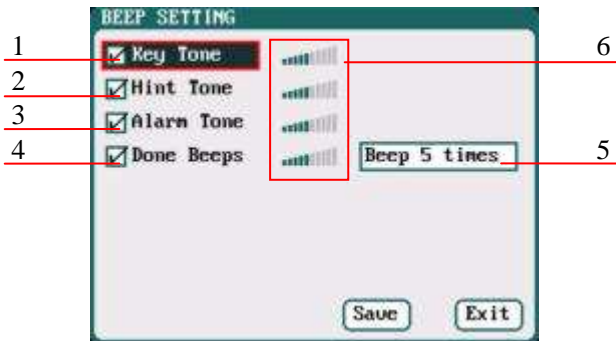 BEEP SETTING
1 Key Tone 6
2 Hint Tone
3 Alarm Tone
4 Done Beeps Beep 5 times 5
Save Exit